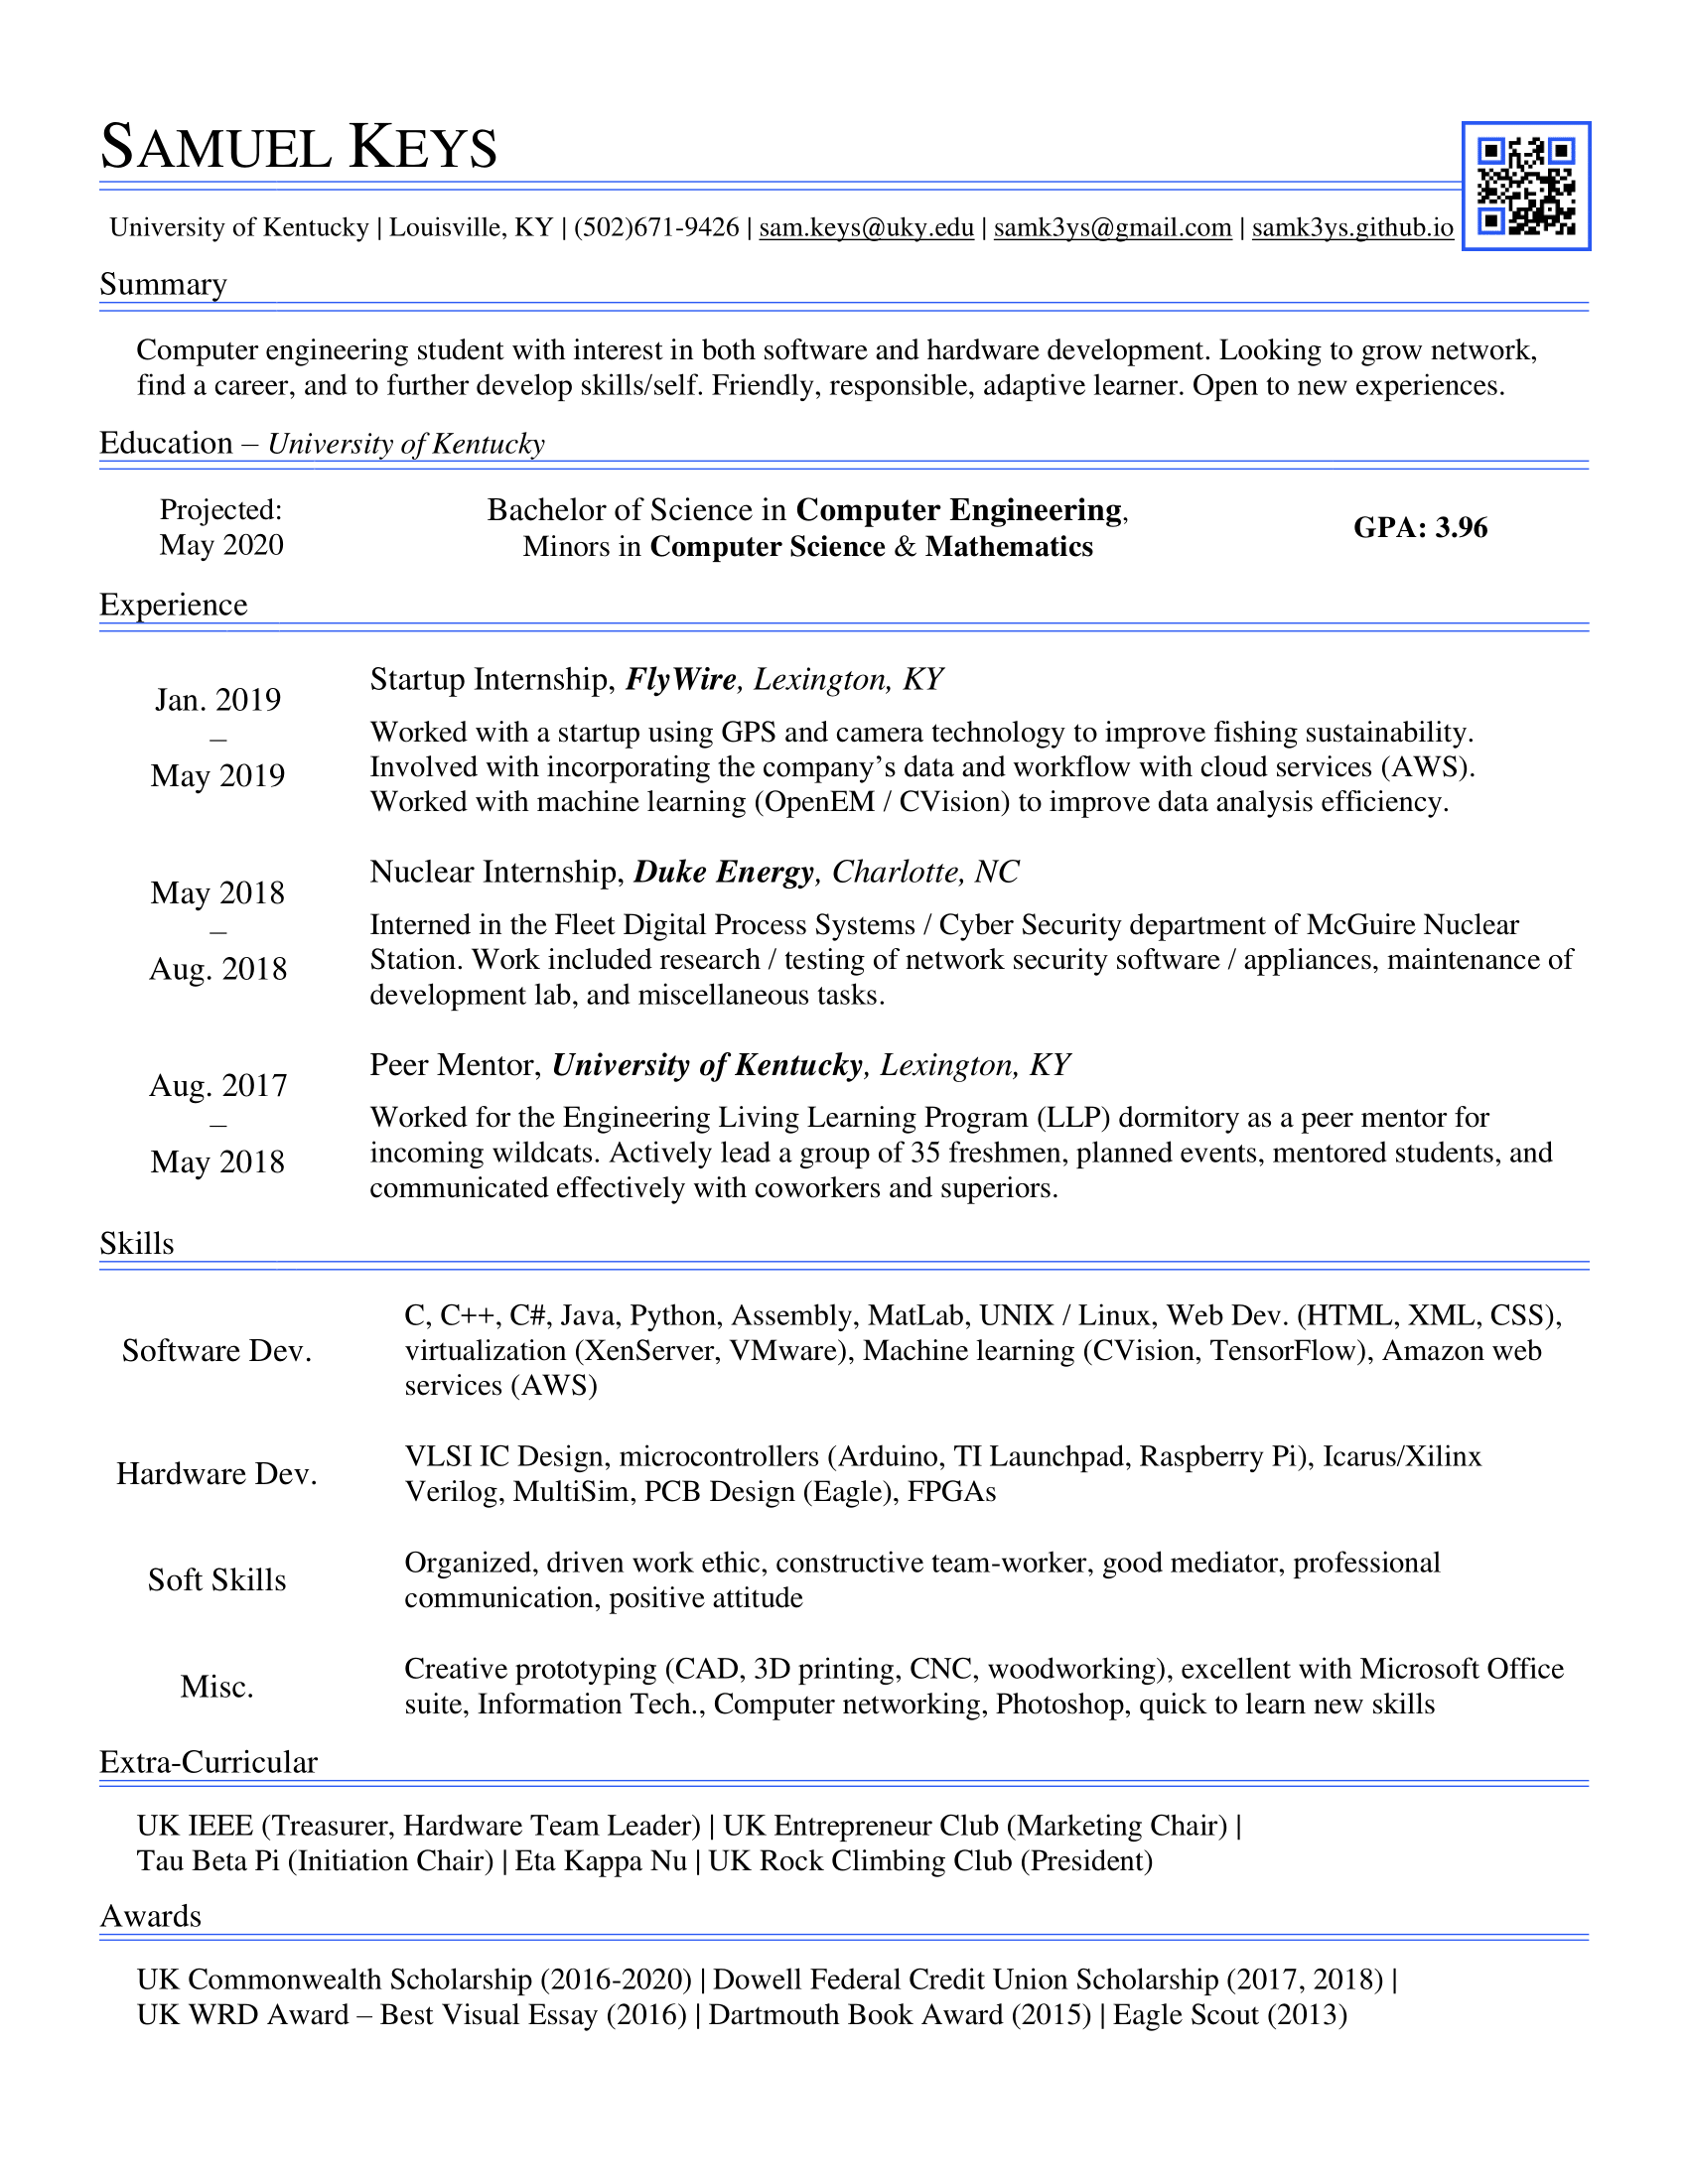 SAMUEL KEYS
University of Kentucky | Louisville, KY | (502)671-9426 | sam.keys@uky.edu | samk3ys@gmail.com | samk3ys.github.io
Summary
Computer engineering student with interest in both software and hardware development. Looking to grow network,
find a career, and to further develop skills/self. Friendly, responsible, adaptive learner. Open to new experiences.
Education – University of Kentucky
Projected:
May 2020
Bachelor of Science in Computer Engineering,
Minors in Computer Science & Mathematics
GPA: 3.96
Experience
Jan. 2019
–
May 2019
Startup Internship, FlyWire, Lexington, KY
Worked with a startup using GPS and camera technology to improve fishing sustainability.
Involved with incorporating the company’s data and workflow with cloud services (AWS).
Worked with machine learning (OpenEM / CVision) to improve data analysis efficiency.
May 2018
–
Aug. 2018
Nuclear Internship, Duke Energy, Charlotte, NC
Interned in the Fleet Digital Process Systems / Cyber Security department of McGuire Nuclear
Station. Work included research / testing of network security software / appliances, maintenance of
development lab, and miscellaneous tasks.
Aug. 2017
–
May 2018
Peer Mentor, University of Kentucky, Lexington, KY
Worked for the Engineering Living Learning Program (LLP) dormitory as a peer mentor for
incoming wildcats. Actively lead a group of 35 freshmen, planned events, mentored students, and
communicated effectively with coworkers and superiors.
Skills
Software Dev.
C, C++, C#, Java, Python, Assembly, MatLab, UNIX / Linux, Web Dev. (HTML, XML, CSS),
virtualization (XenServer, VMware), Machine learning (CVision, TensorFlow), Amazon web
services (AWS)
Hardware Dev.
VLSI IC Design, microcontrollers (Arduino, TI Launchpad, Raspberry Pi), Icarus/Xilinx
Verilog, MultiSim, PCB Design (Eagle), FPGAs
Soft Skills
Organized, driven work ethic, constructive team-worker, good mediator, professional
communication, positive attitude
Misc.
Creative prototyping (CAD, 3D printing, CNC, woodworking), excellent with Microsoft Office
suite, Information Tech., Computer networking, Photoshop, quick to learn new skills
Extra-Curricular
UK IEEE (Treasurer, Hardware Team Leader) | UK Entrepreneur Club (Marketing Chair) |
Tau Beta Pi (Initiation Chair) | Eta Kappa Nu | UK Rock Climbing Club (President)
Awards
UK Commonwealth Scholarship (2016-2020) | Dowell Federal Credit Union Scholarship (2017, 2018) |
UK WRD Award – Best Visual Essay (2016) | Dartmouth Book Award (2015) | Eagle Scout (2013)